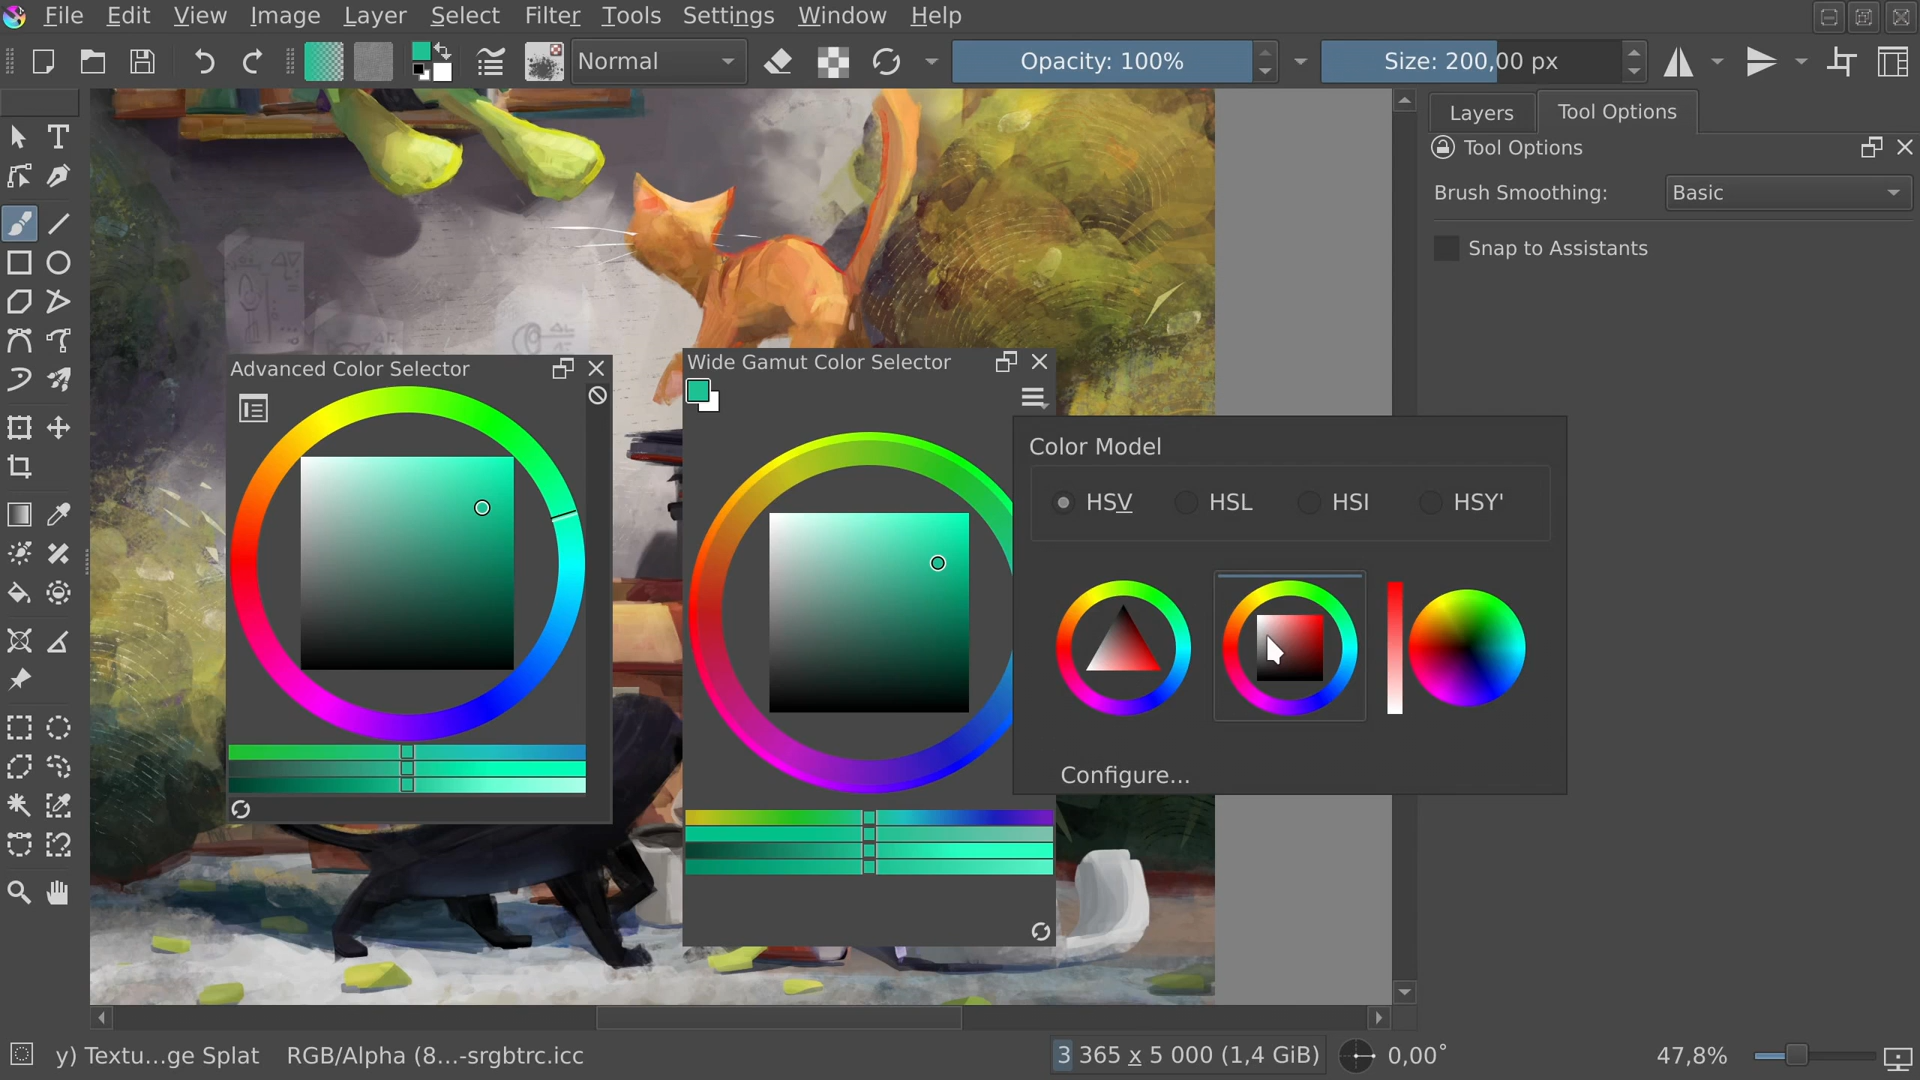 File Edit View Image Layer Select Filter Tools Settings Window Help
Normal
Opacity: 100%
Size: 200,00 px
Layers
Tool Options
Tool Options
Brush Smoothing:
Basic
Snap to Assistants
Advanced Color Selector
Wide Gamut Color Selector
Color Model
HSV
HSL
HSI
HSY'
Configure...
y) Textu...ge Splat
RGB/Alpha (8...-srgbtrc.icc
3 365 x 5 000 (1,4 GiB)
0,00°
47,8%